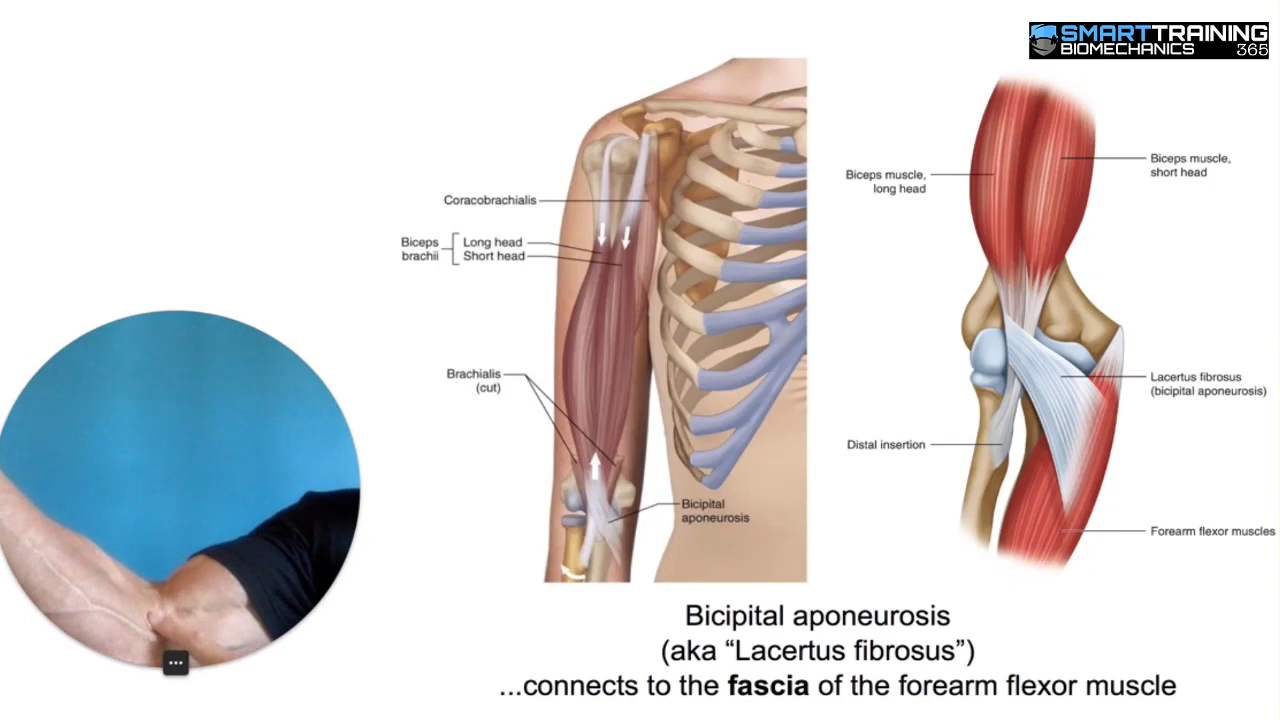 SMARTTRAINING
BIOMECHANICS 365
Coracobrachialis
Biceps
brachii
Long head
Short head
Brachialis
(cut)
Bicipital
aponeurosis
Biceps muscle,
long head
Biceps muscle,
short head
Lacertus fibrosus
(bicipital aponeurosis)
Distal insertion
Forearm flexor muscles
Bicipital aponeurosis
(aka “Lacertus fibrosus”)
...connects to the fascia of the forearm flexor muscle